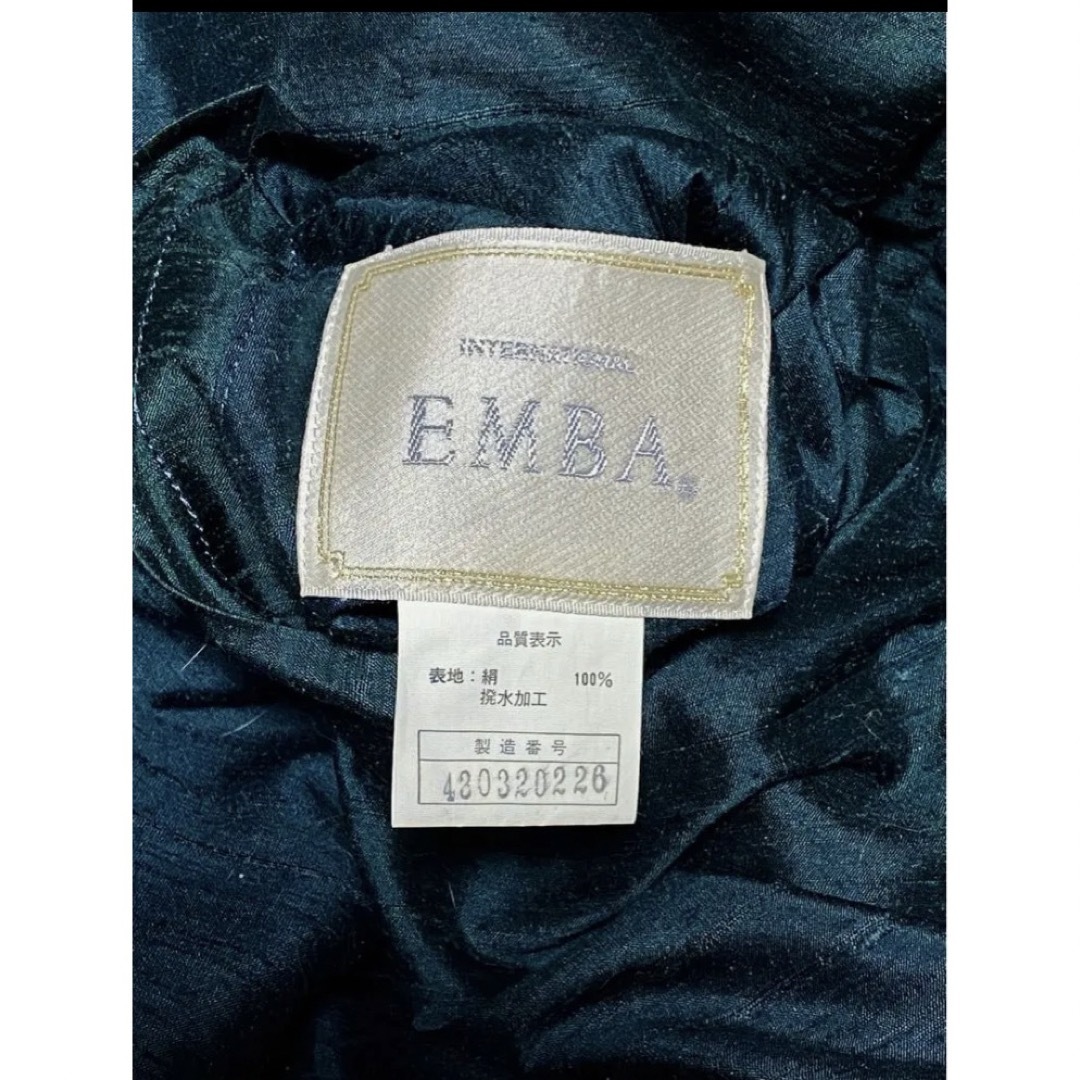 INTERNATIONAL
EMBA®
品質表示
表地:絹 100%
撥水加工
製造番号
480320226